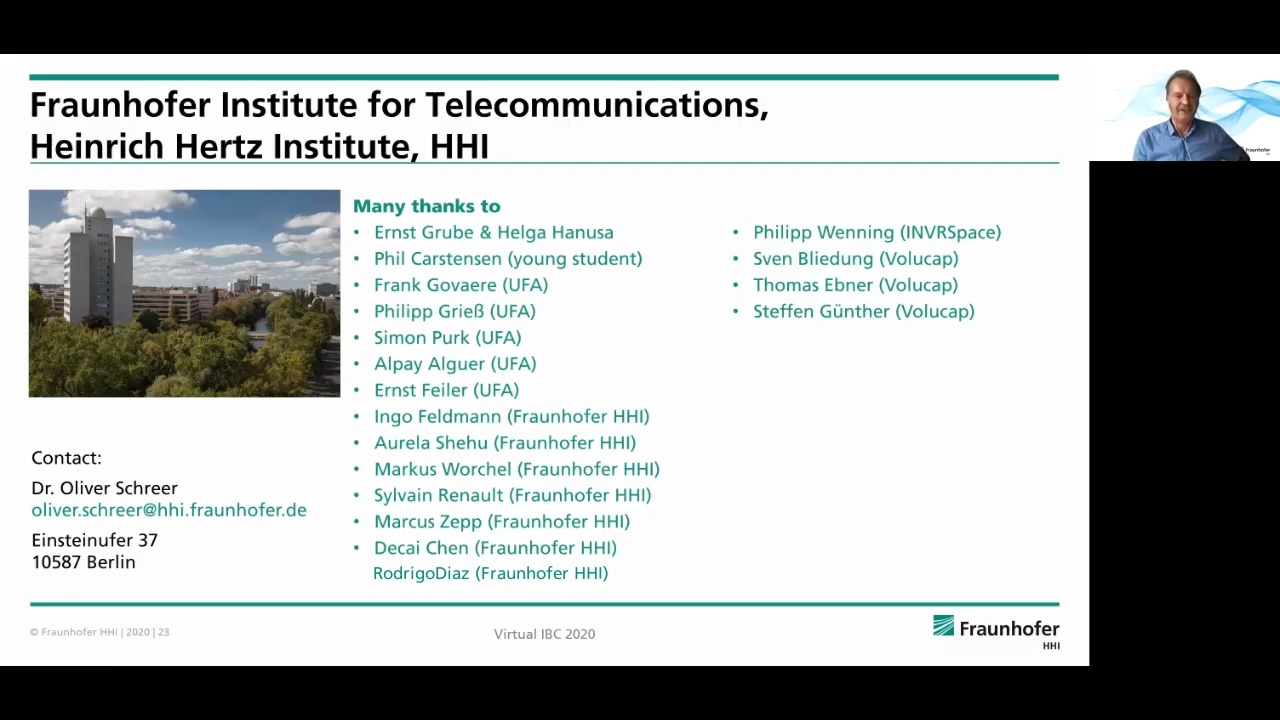 Fraunhofer Institute for Telecommunications,
Heinrich Hertz Institute, HHI
Many thanks to
• Ernst Grube & Helga Hanusa
• Phil Carstensen (young student)
• Frank Govaere (UFA)
• Philipp Grieß (UFA)
• Simon Purk (UFA)
• Alpay Alguer (UFA)
• Ernst Feiler (UFA)
• Ingo Feldmann (Fraunhofer HHI)
• Aurela Shehu (Fraunhofer HHI)
• Markus Worchel (Fraunhofer HHI)
• Sylvain Renault (Fraunhofer HHI)
• Marcus Zepp (Fraunhofer HHI)
• Decai Chen (Fraunhofer HHI)
RodrigoDiaz (Fraunhofer HHI)
• Philipp Wenning (INVRSpace)
• Sven Bliedung (Volucap)
• Thomas Ebner (Volucap)
• Steffen Günther (Volucap)
Contact:
Dr. Oliver Schreer
oliver.schreer@hhi.fraunhofer.de
Einsteinufer 37
10587 Berlin
© Fraunhofer HHI | 2020 | 23
Virtual IBC 2020
Fraunhofer
HHI
Fraunhofer